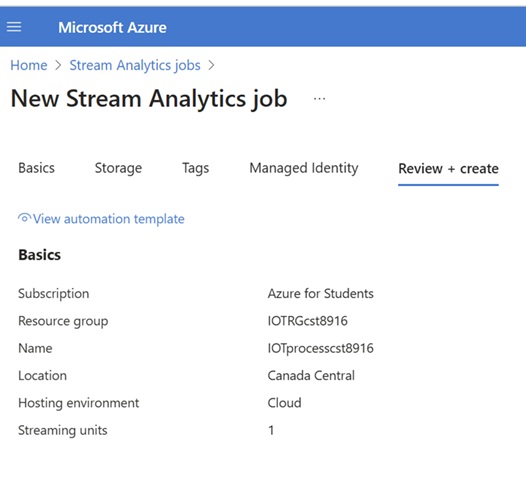 Microsoft Azure
Home > Stream Analytics jobs >
New Stream Analytics job ...
Basics Storage Tags Managed Identity Review + create
View automation template
Basics
Subscription Azure for Students
Resource group IOTRGcst8916
Name IOTprocesscst8916
Location Canada Central
Hosting environment Cloud
Streaming units 1